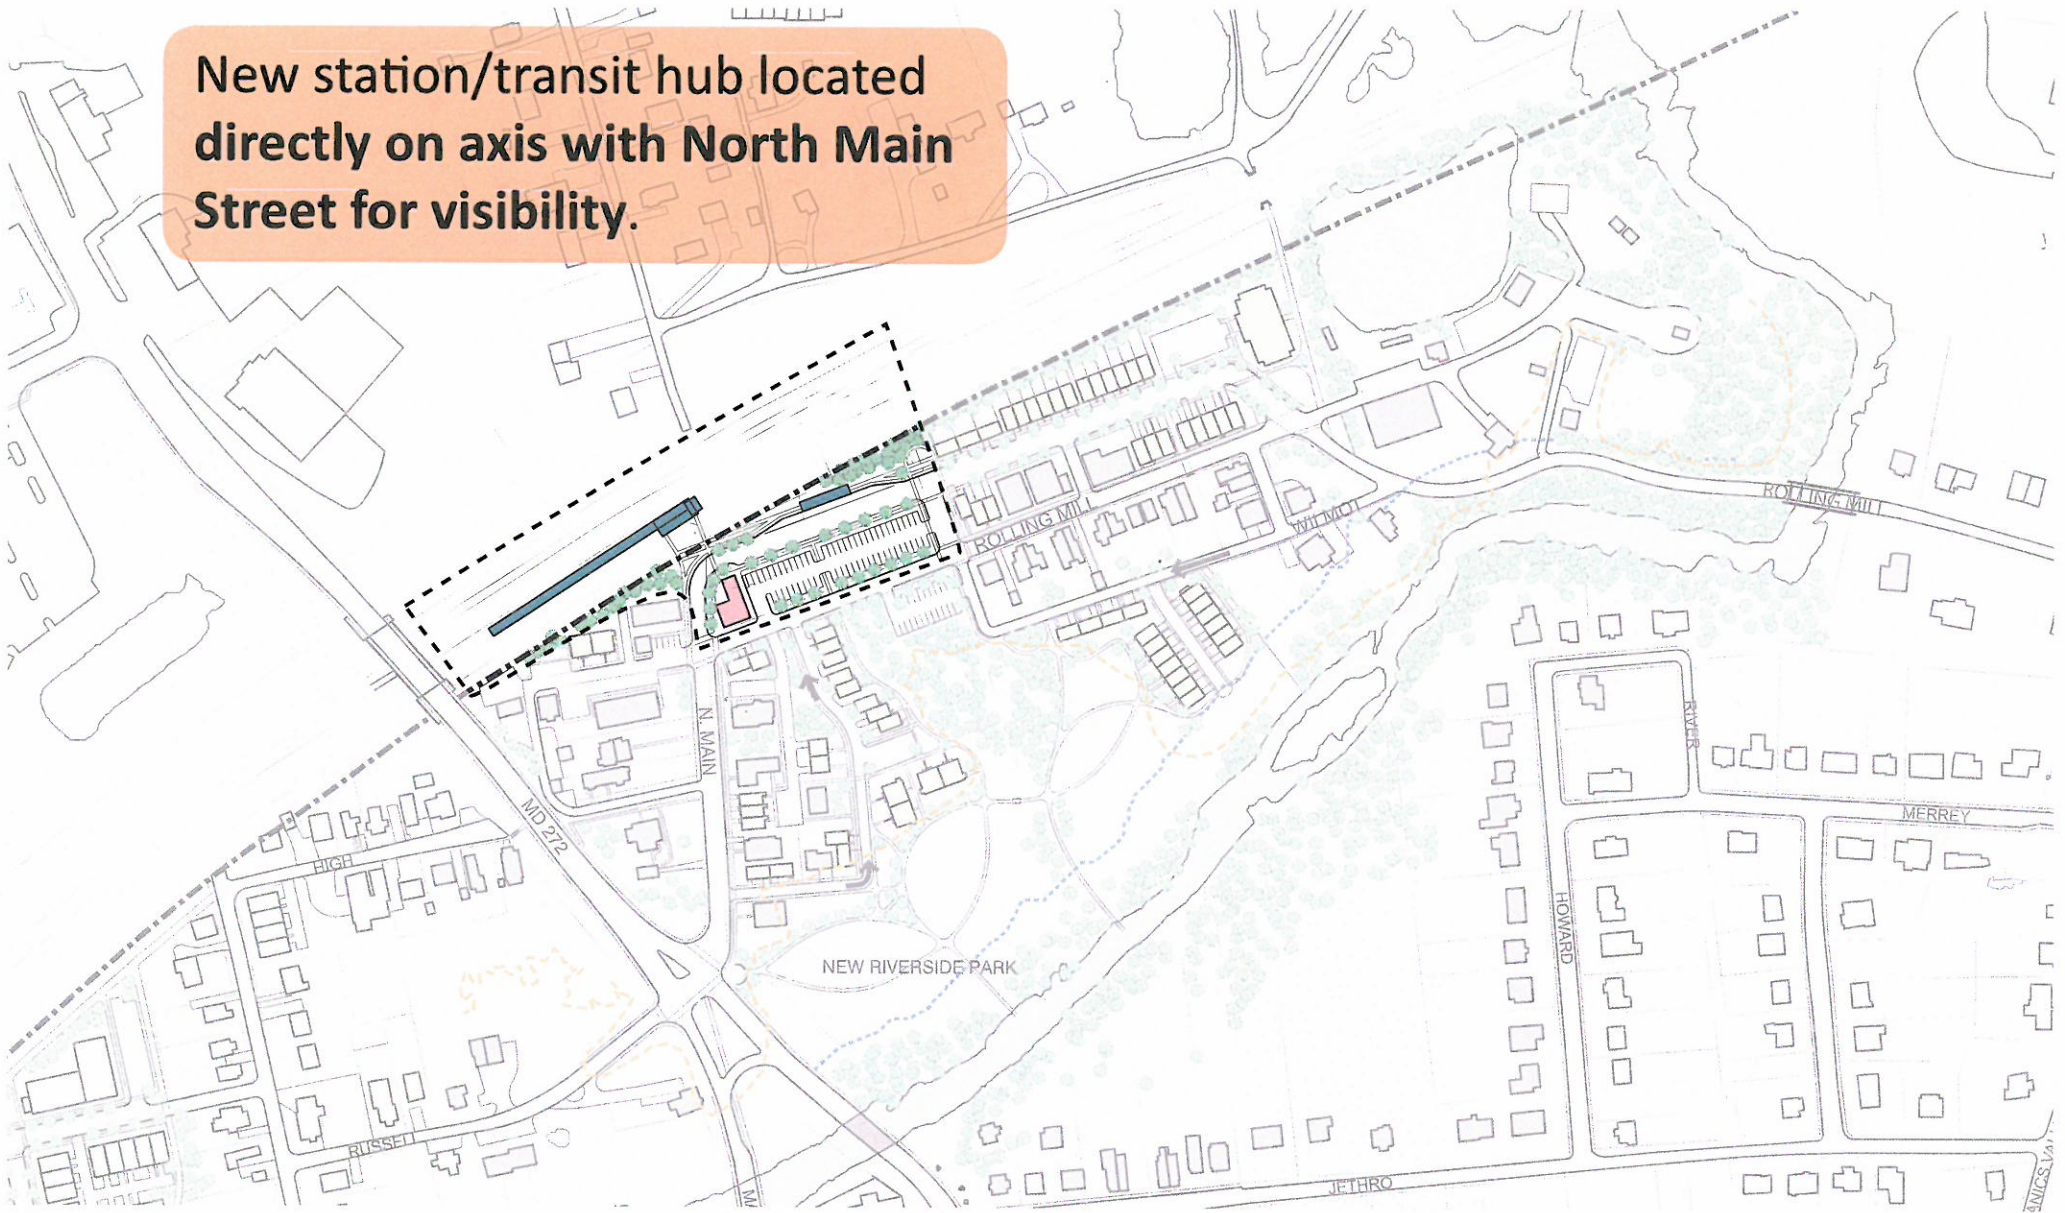 New station/transit hub located
directly on axis with North Main
Street for visibility.
ROLLING MILL
ROLLING MILL
WILMOT
N. MAIN
RIVER
MD 272
MERREY
HIGH
HOWARD
NEW RIVERSIDE PARK
RUSSELL
JETHRO